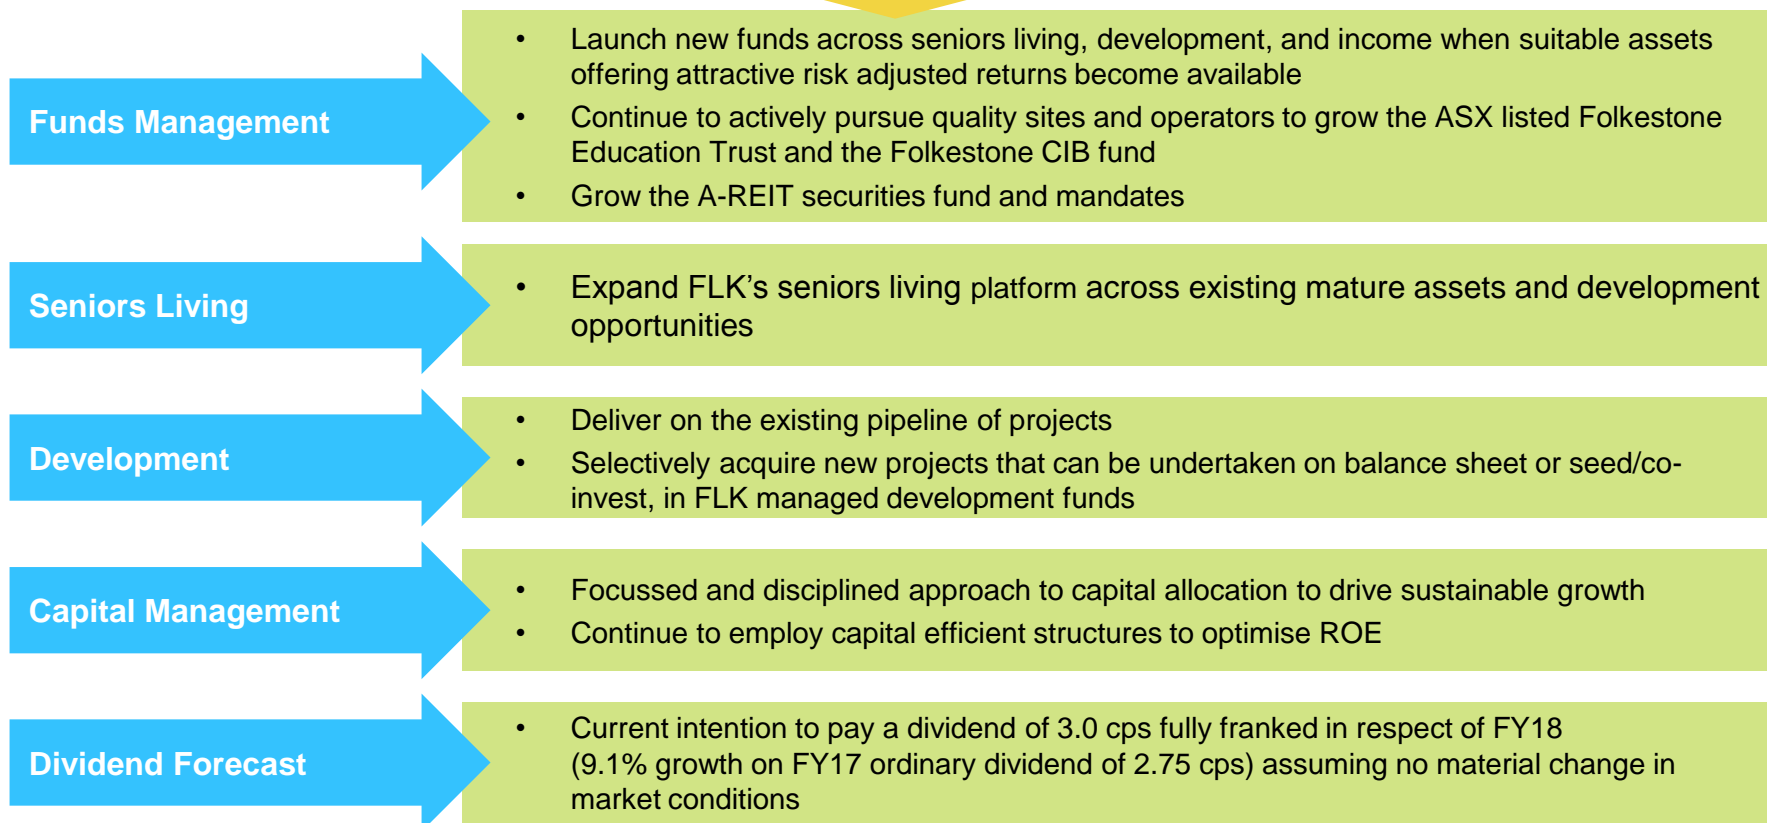 Funds Management
• Launch new funds across seniors living, development, and income when suitable assets
offering attractive risk adjusted returns become available
• Continue to actively pursue quality sites and operators to grow the ASX listed Folkestone
Education Trust and the Folkestone CIB fund
• Grow the A-REIT securities fund and mandates
Seniors Living
• Expand FLK’s seniors living platform across existing mature assets and development
opportunities
Development
• Deliver on the existing pipeline of projects
• Selectively acquire new projects that can be undertaken on balance sheet or seed/co-
invest, in FLK managed development funds
Capital Management
• Focussed and disciplined approach to capital allocation to drive sustainable growth
• Continue to employ capital efficient structures to optimise ROE
Dividend Forecast
• Current intention to pay a dividend of 3.0 cps fully franked in respect of FY18
(9.1% growth on FY17 ordinary dividend of 2.75 cps) assuming no material change in
market conditions